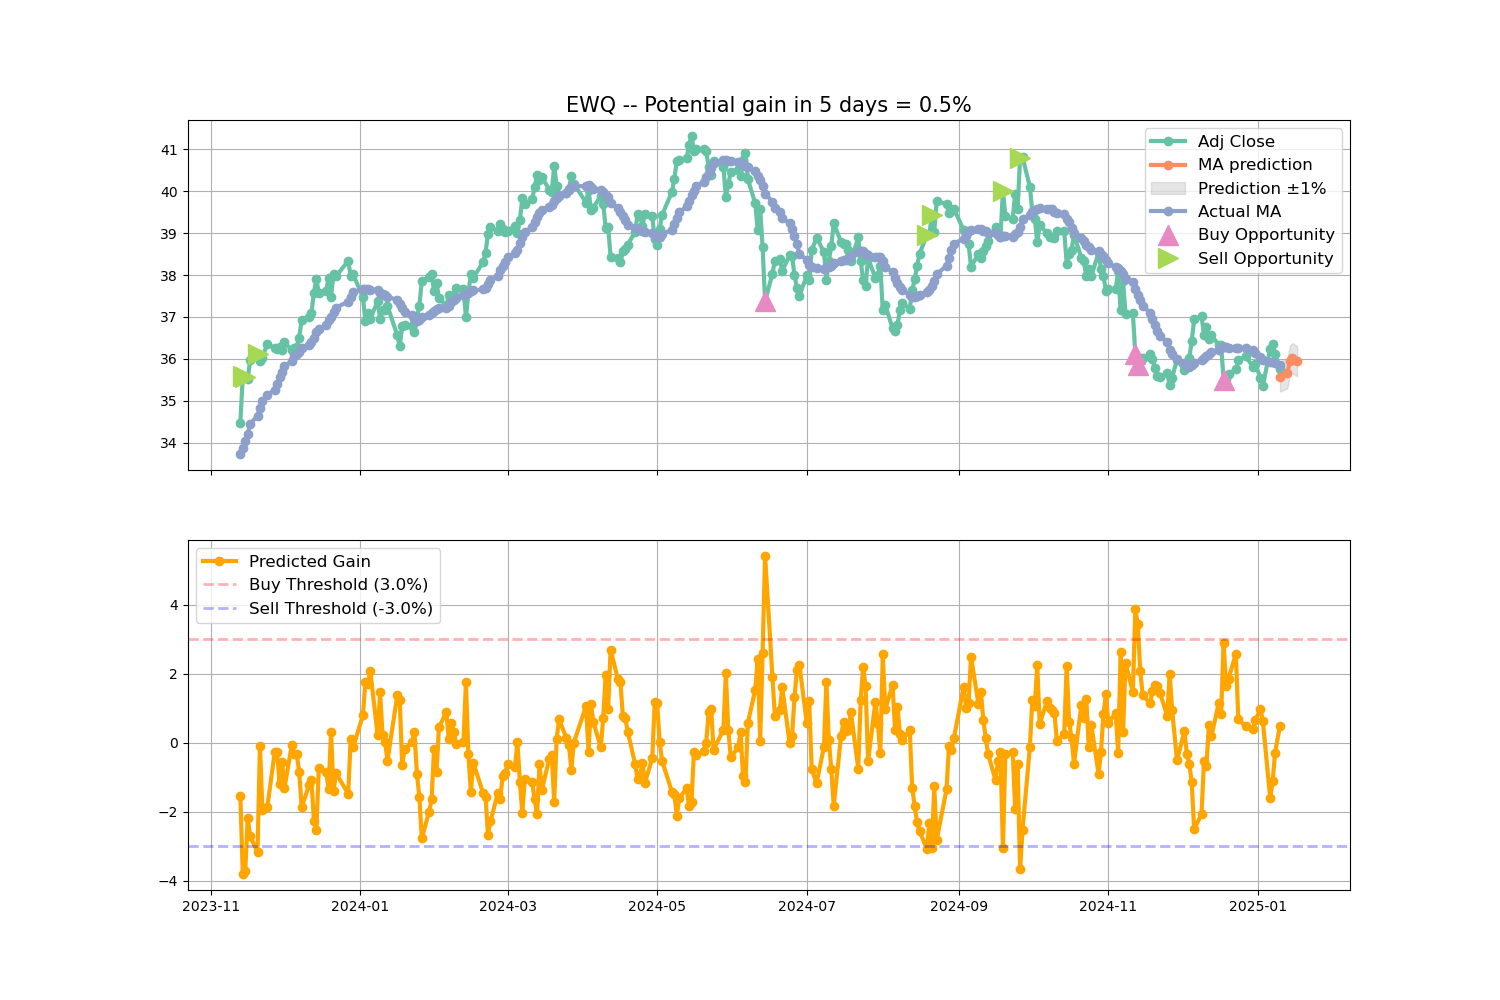 EWQ -- Potential gain in 5 days = 0.5%
41
40
39
38
37
36
35
34
Adj Close
MA prediction
Prediction ±1%
Actual MA
Buy Opportunity
Sell Opportunity
4
2
0
−2
−4
Predicted Gain
Buy Threshold (3.0%)
Sell Threshold (-3.0%)
2023-11
2024-01
2024-03
2024-05
2024-07
2024-09
2024-11
2025-01